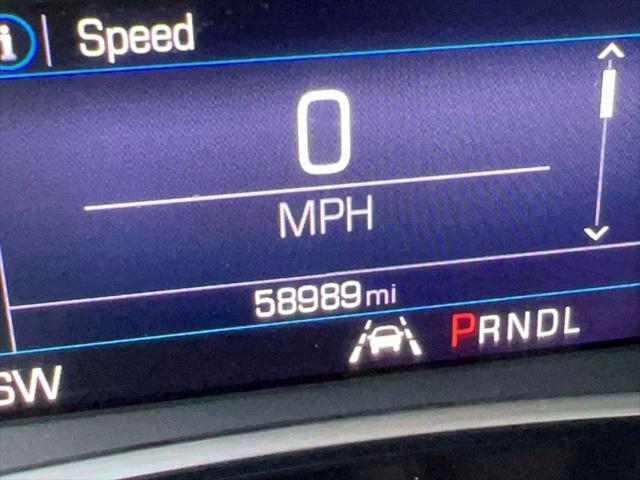 i | Speed
0
MPH
58989 mi
PRNDL
SW